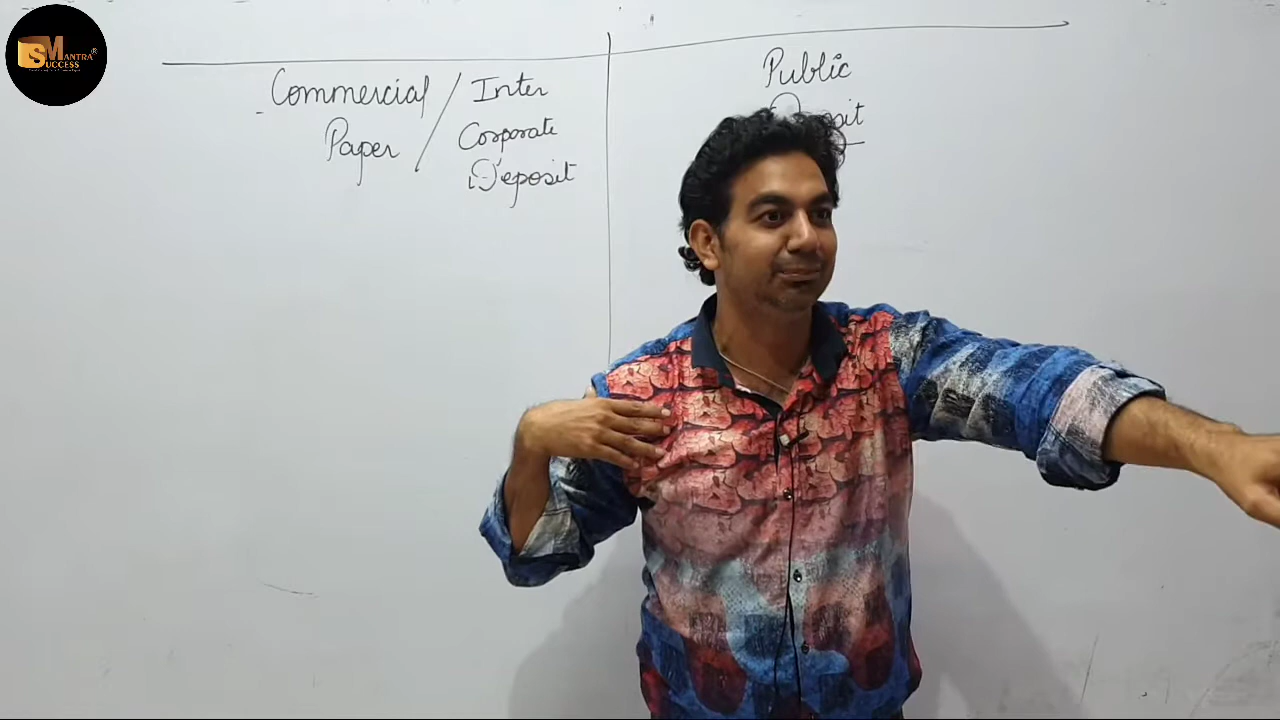 MANTRA
SUCCESS
Commercial / Inter
Paper Corporate
Deposit
Public